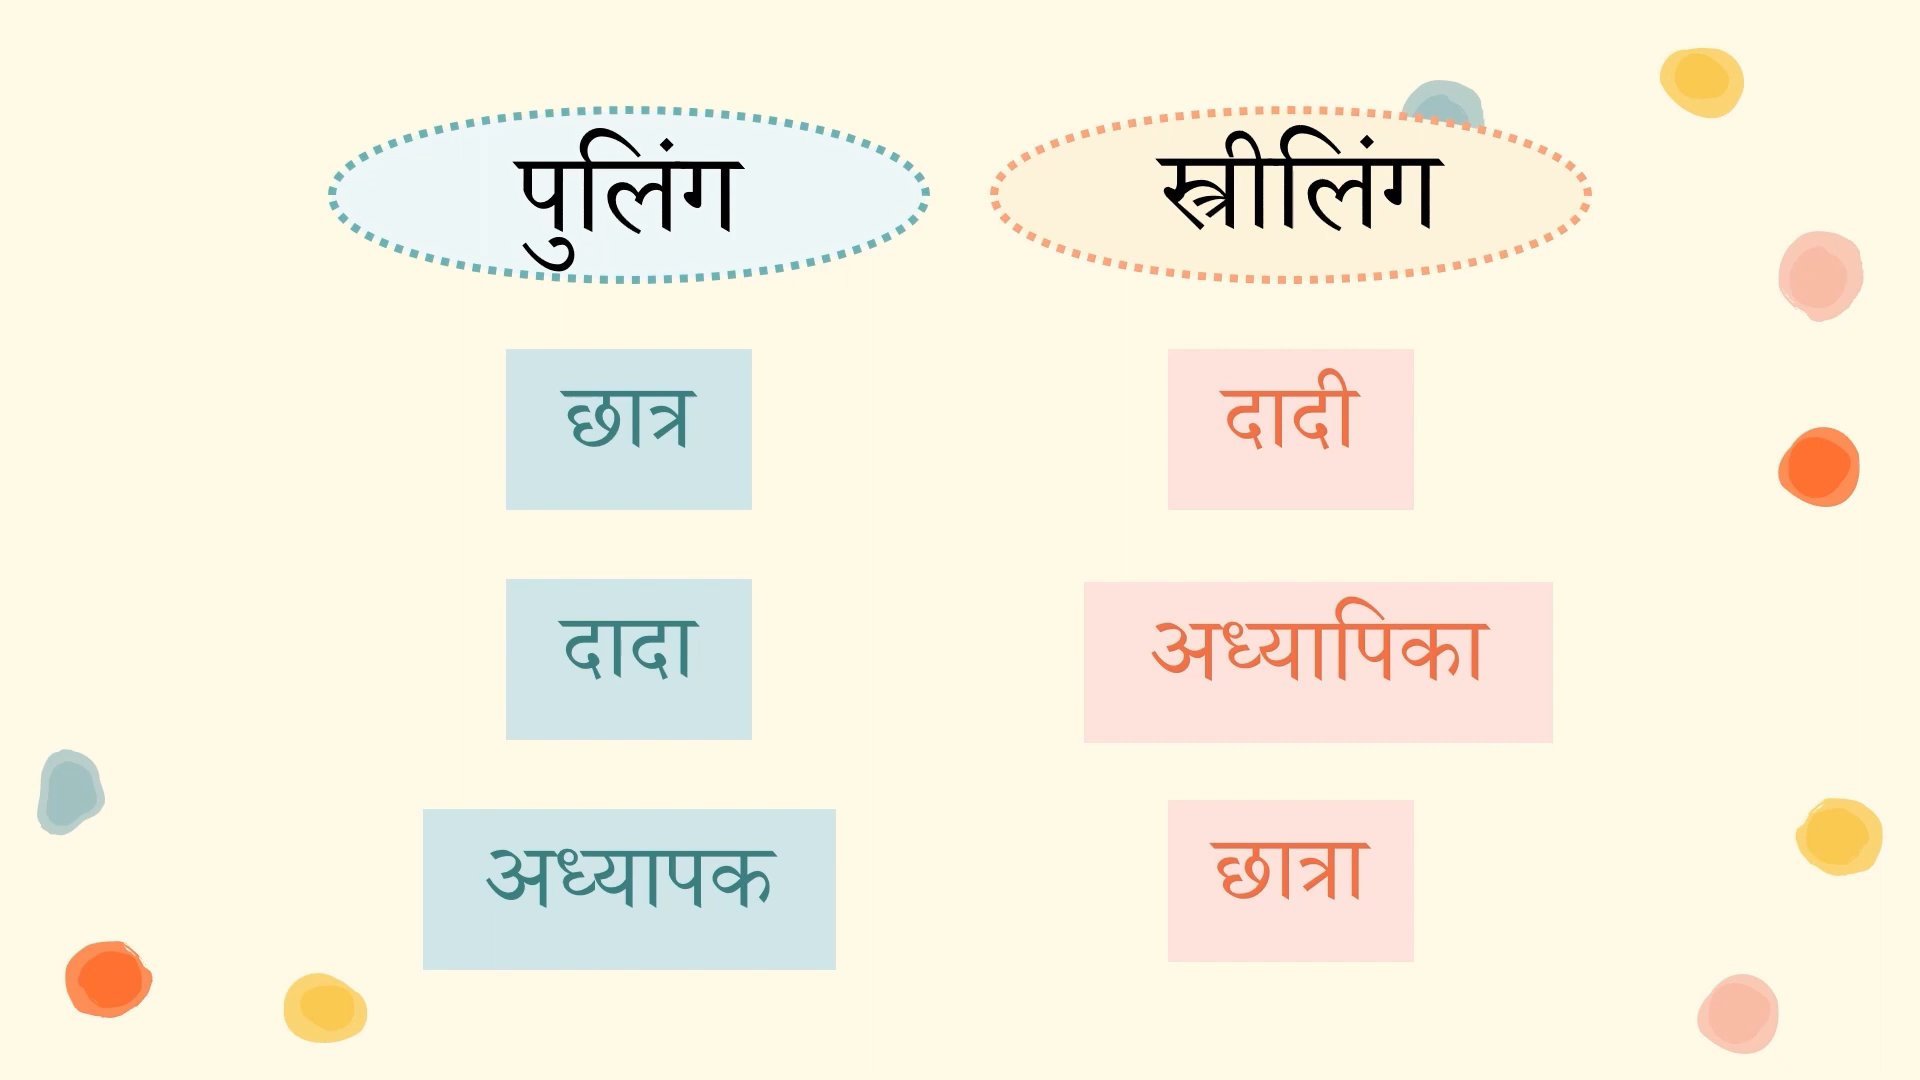 पुलिंग
स्त्रीलिंग
छात्र
दादी
दादा
अध्यापिका
अध्यापक
छात्रा